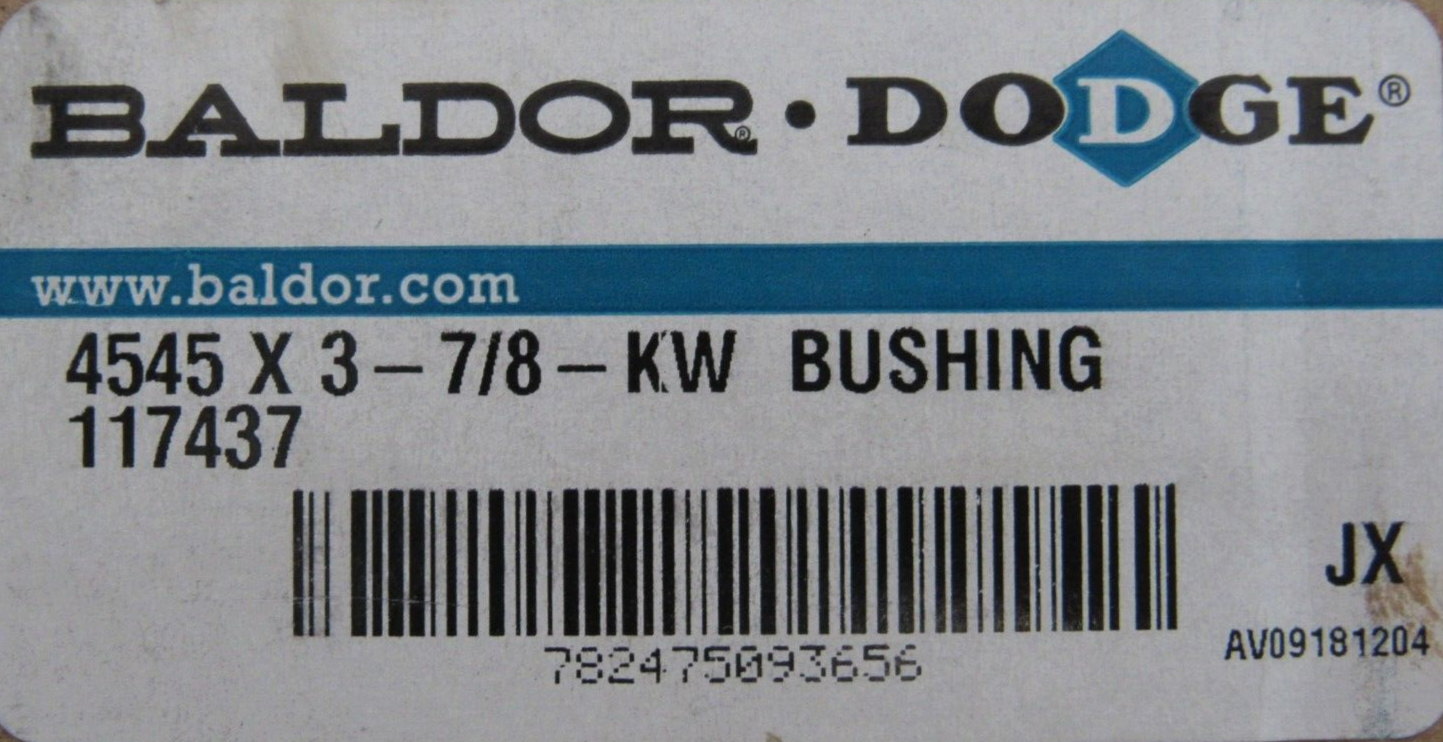 BALDOR® • DODGE®
www.baldor.com
4545 X 3 – 7/8 – KW BUSHING
117437
JX
782475093656
AV09181204